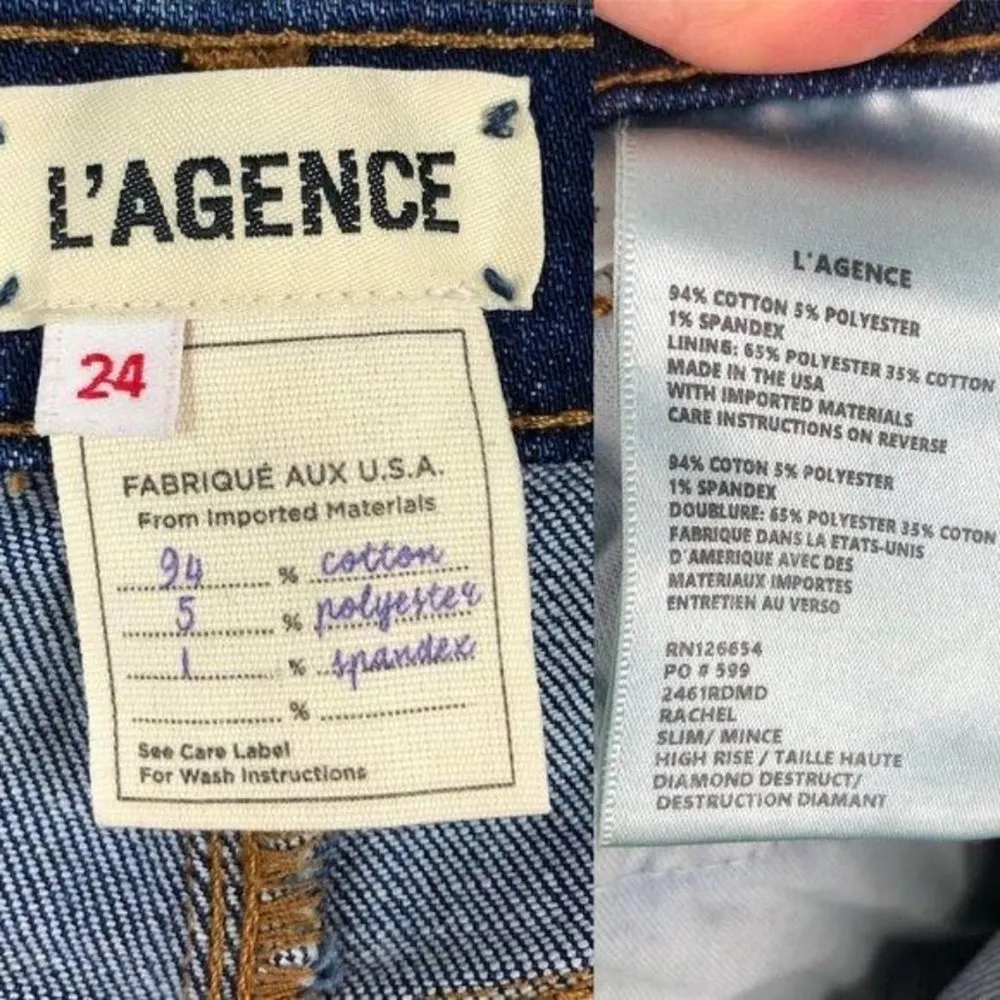 L'AGENCE
24
FABRIQUÉ AUX U.S.A.
From Imported Materials
94 % cotton
5 % polyester
1 % spandex
%
See Care Label
For Wash Instructions
L'AGENCE
94% COTTON 5% POLYESTER
1% SPANDEX
LINING: 65% POLYESTER 35% COTTON
MADE IN THE USA
WITH IMPORTED MATERIALS
CARE INSTRUCTIONS ON REVERSE
94% COTON 5% POLYESTER
1% SPANDEX
DOUBLURE: 65% POLYESTER 35% COTON
FABRIQUE DANS LA ETATS-UNIS
D'AMERIQUE AVEC DES
MATERIAUX IMPORTES
ENTRETIEN AU VERSO
RN126654
PO # 599
2461RDMD
RACHEL
SLIM/ MINCE
HIGH RISE / TAILLE HAUTE
DIAMOND DESTRUCT/
DESTRUCTION DIAMANT